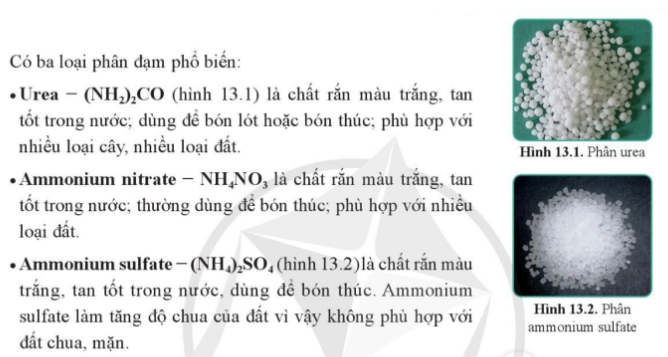 Có ba loại phân đạm phổ biến:
• Urea – (NH₂)₂CO (hình 13.1) là chất rắn màu trắng, tan
tốt trong nước; dùng để bón lót hoặc bón thúc; phù hợp với
nhiều loại cây, nhiều loại đất.
• Ammonium nitrate – NH₄NO₃ là chất rắn màu trắng, tan
tốt trong nước; thường dùng để bón thúc; phù hợp với nhiều
loại đất.
• Ammonium sulfate – (NH₄)₂SO₄ (hình 13.2) là chất rắn màu
trắng, tan tốt trong nước, dùng để bón thúc. Ammonium
sulfate làm tăng độ chua của đất vì vậy không phù hợp với
đất chua, mặn.
Hình 13.1. Phân urea
Hình 13.2. Phân
ammonium sulfate